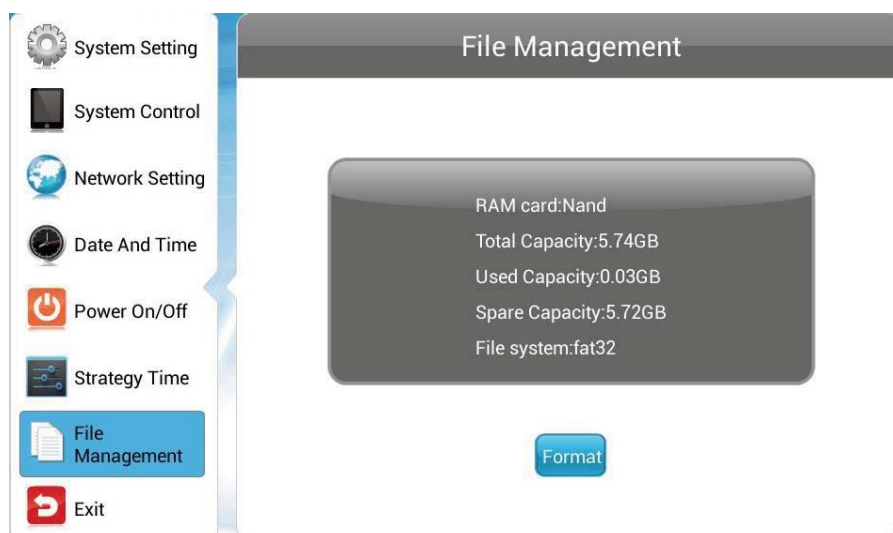 System Setting
System Control
Network Setting
Date And Time
Power On/Off
Strategy Time
File
Management
Exit
File Management
RAM card:Nand
Total Capacity:5.74GB
Used Capacity:0.03GB
Spare Capacity:5.72GB
File system:fat32
Format